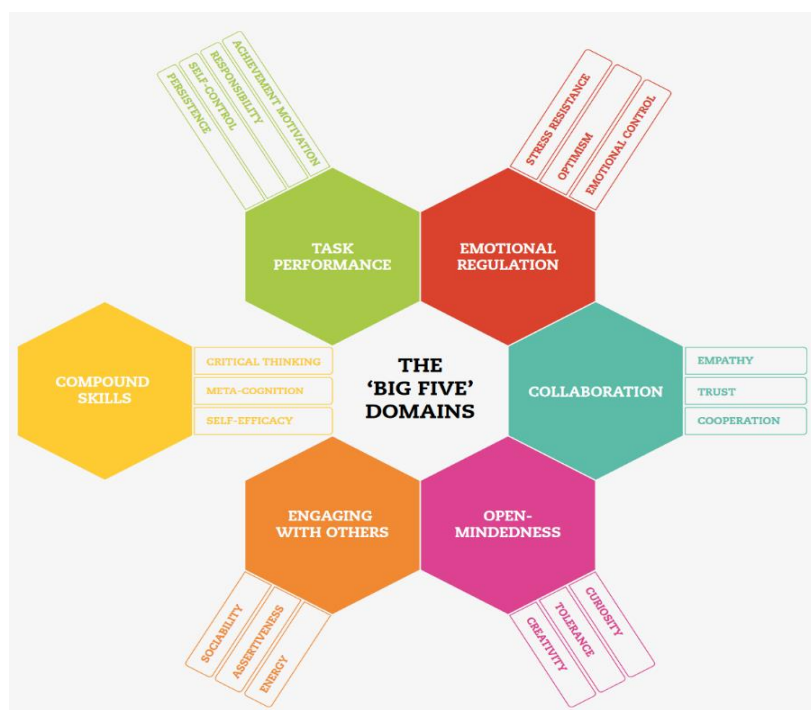 ACHIEVEMENT MOTIVATION
RESPONSIBILITY
SELF-CONTROL
PERSISTENCE
STRESS RESISTANCE
OPTIMISM
EMOTIONAL CONTROL
TASK
PERFORMANCE
EMOTIONAL
REGULATION
COMPOUND
SKILLS
CRITICAL THINKING
META-COGNITION
SELF-EFFICACY
THE
‘BIG FIVE’
DOMAINS
COLLABORATION
EMPATHY
TRUST
COOPERATION
ENGAGING
WITH OTHERS
OPEN-
MINDEDNESS
SOCIABILITY
ASSERTIVENESS
ENERGY
CREATIVITY
TOLERANCE
CURIOSITY